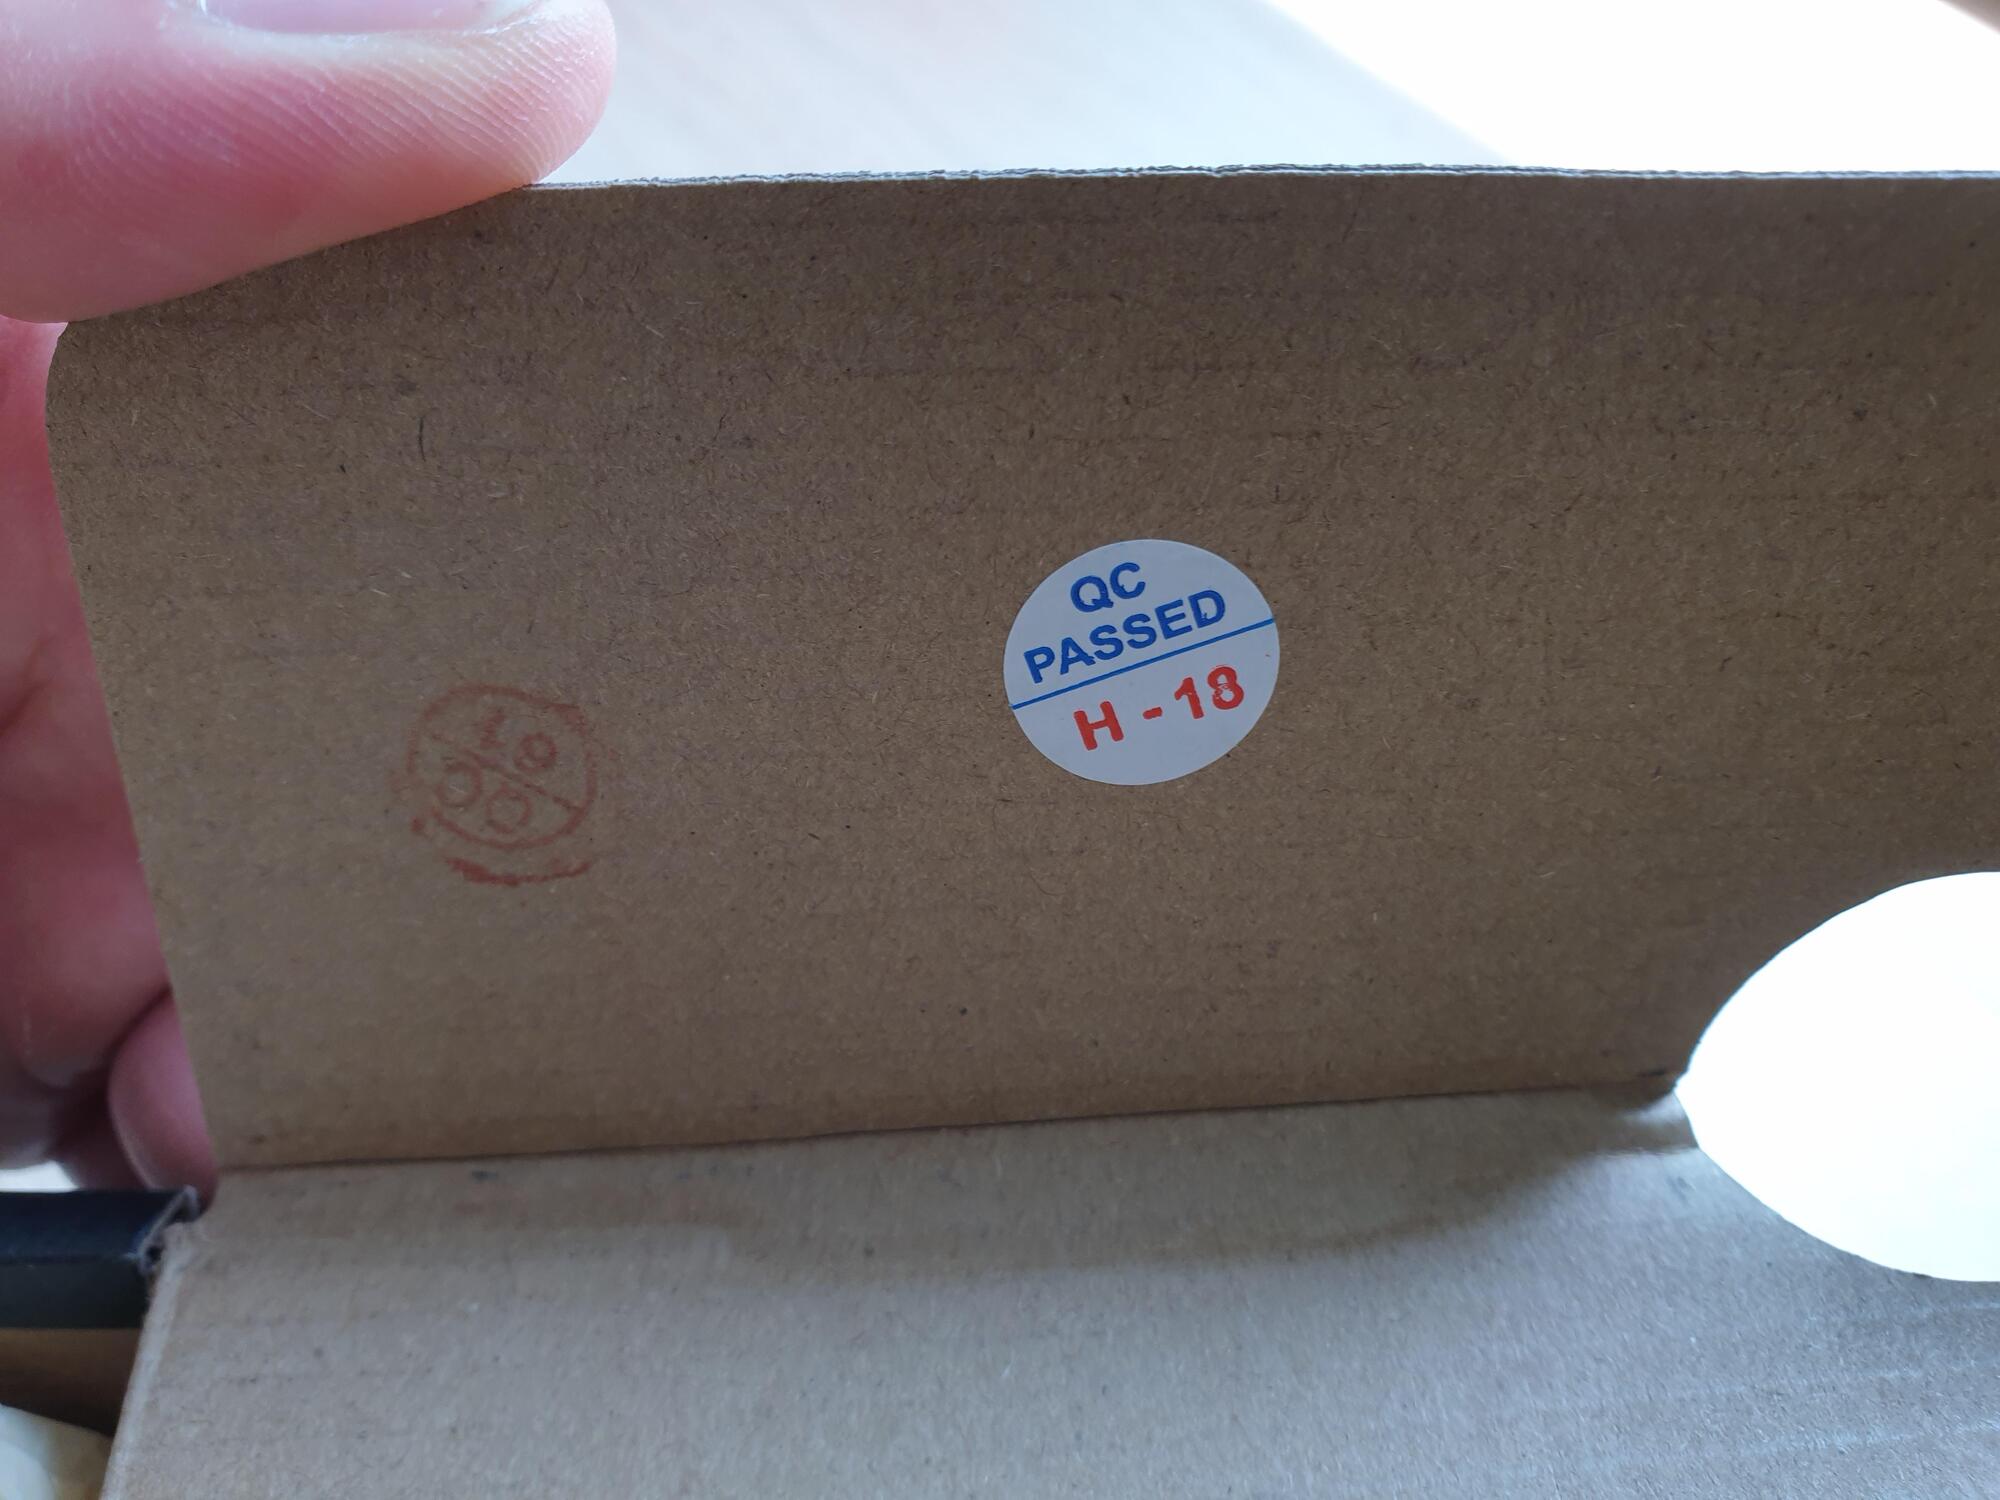 QC
PASSED
H - 18